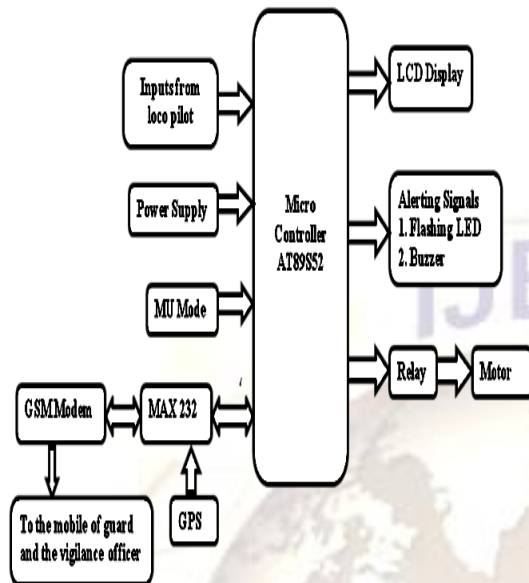 Inputs from
loco pilot
Power Supply
MU Mode
GSM Modem
MAX 232
GPS
To the mobile of guard
and the vigilance officer
Micro
Controller
AT89S52
LCD Display
Alerting Signals
1. Flashing LED
2. Buzzer
Relay
Motor
IJE